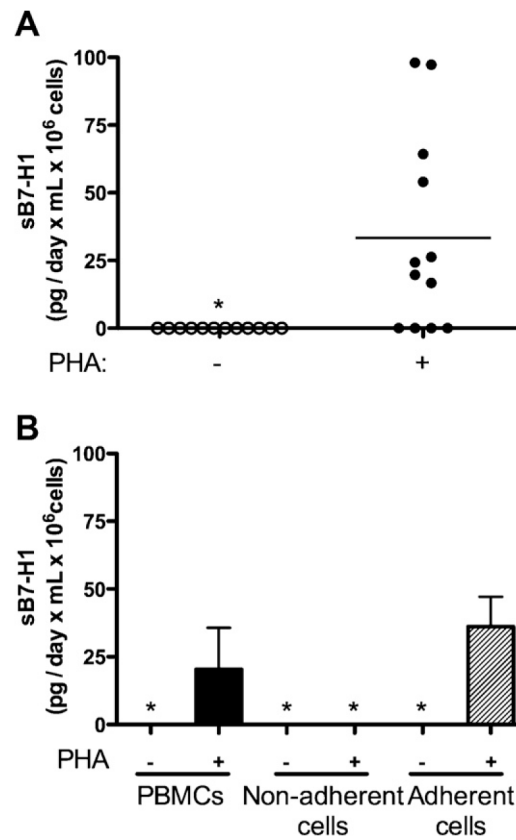 A
sB7-H1
(pg / day x mL x 10⁶ cells)
100
75
50
25
0
*
PHA:
-
+
B
sB7-H1
(pg / day x mL x 10⁶cells)
100
75
50
25
0
* * * *
PHA - + - + - +
PBMCs Non-adherent Adherent
cells cells